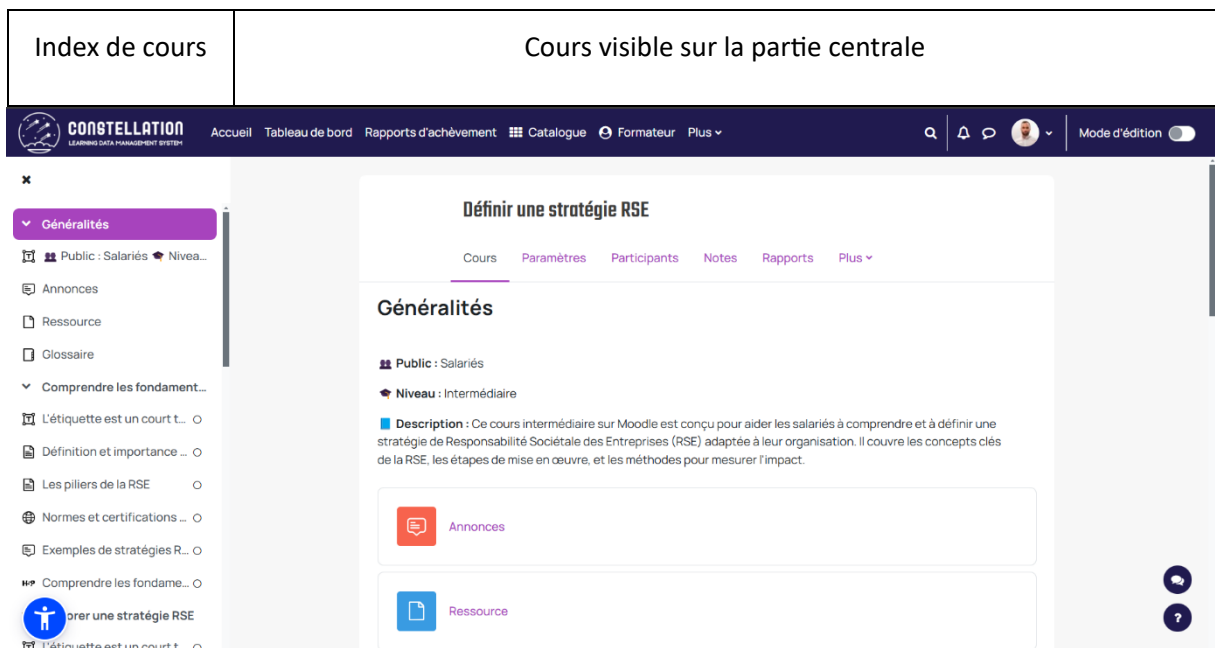 Index de cours
Cours visible sur la partie centrale
CONSTELLATION
LEARNING DATA MANAGEMENT SYSTEM
Accueil Tableau de bord Rapports d'achèvement Catalogue Formateur Plus
Mode d'édition
Généralités
Public : Salariés Nivea...
Annonces
Ressource
Glossaire
Comprendre les fondament...
L'étiquette est un court t...
Définition et importance ...
Les piliers de la RSE
Normes et certifications ...
Exemples de stratégies R...
H-P Comprendre les fondame...
orer une stratégie RSE
L'étiquette est un court t...
Définir une stratégie RSE
Cours Paramètres Participants Notes Rapports Plus
Généralités
Public : Salariés
Niveau : Intermédiaire
Description : Ce cours intermédiaire sur Moodle est conçu pour aider les salariés à comprendre et à définir une
stratégie de Responsabilité Sociétale des Entreprises (RSE) adaptée à leur organisation. Il couvre les concepts clés
de la RSE, les étapes de mise en œuvre, et les méthodes pour mesurer l'impact.
Annonces
Ressource
?